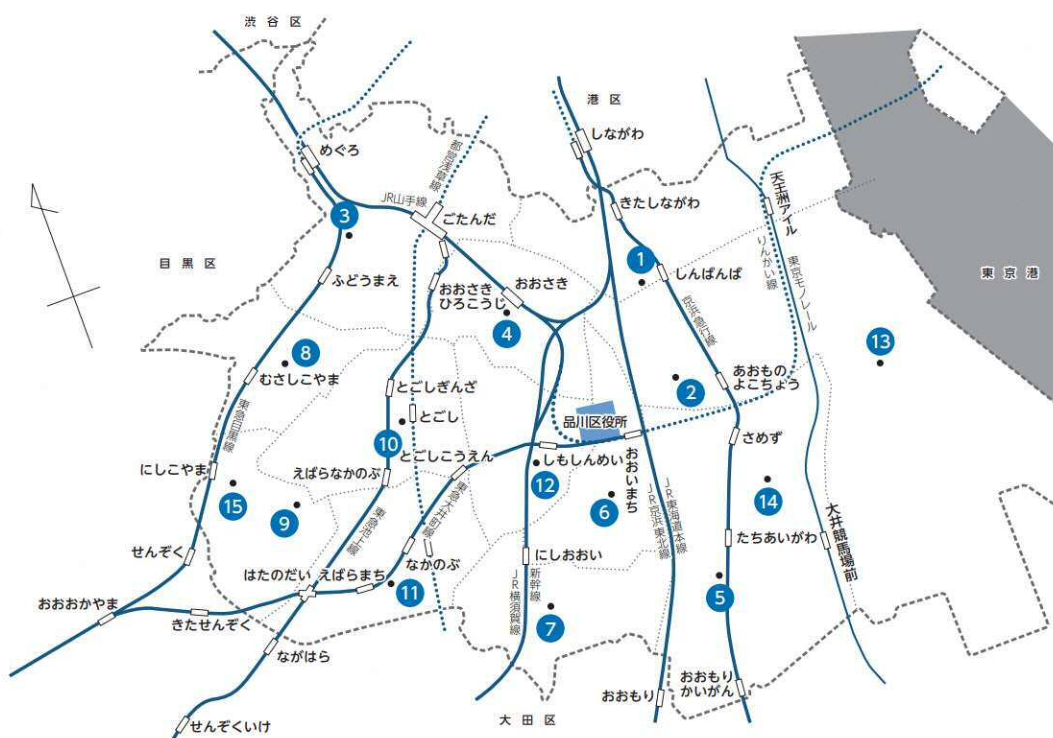 渋谷区
港区
しながわ
めぐろ
都営浅草線
JR山手線
天王洲アイル
きたしながわ
3
ごたんだ
りんかい線
目黒区
1
しんばんば
東京モノレール
東京港
ふどうまえ
おおさき
ひろこうじ
おおさき
京浜急行線
4
13
8
むさしこやま
あおもの
よこちょう
とごしぎんざ
2
とごし
東急目黒線
品川区役所
10
とごしこうえん
さめず
にしこやま
しもしんめい
おおいまち
えばらなかのぶ
12
15
9
6
14
東急大井町線
東急池上線
JR東海道本線
JR京浜東北線
大井競馬場前
せんぞく
なかのぶ
にしおおい
たちあいがわ
はたのだい
えばらまち
新幹線
JR横須賀線
11
5
おおおかやま
きたせんぞく
7
ながはら
おおもり
おおもり
かいがん
せんぞくいけ
大田区